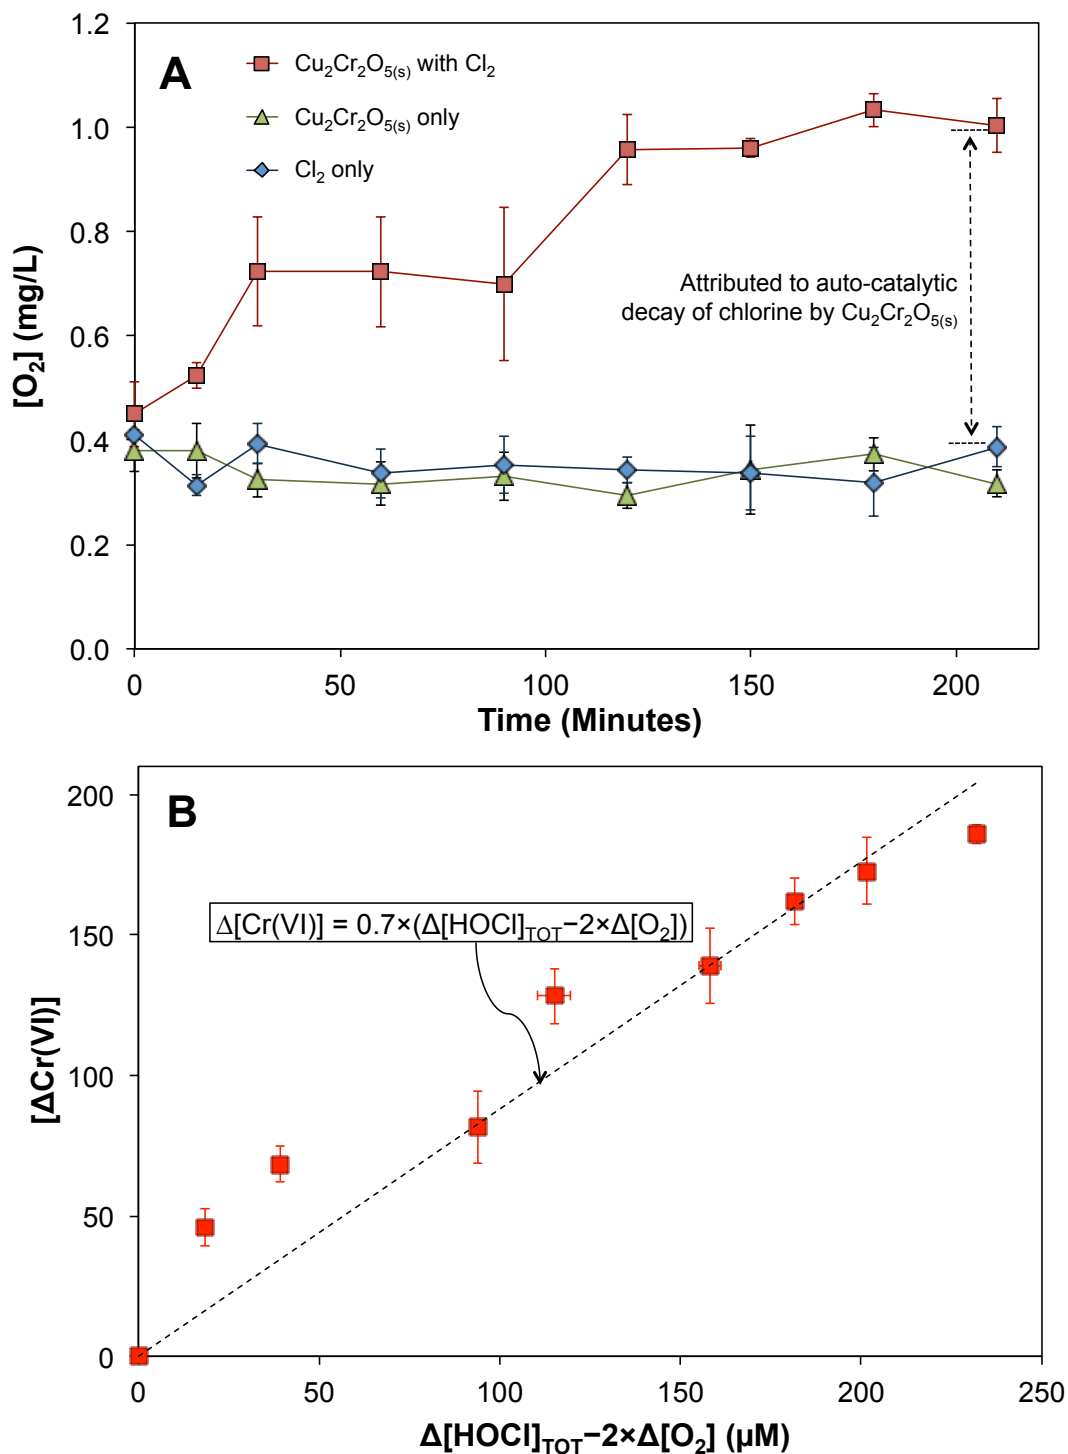 A
Cu₂Cr₂O₅₍ₛ₎ with Cl₂
Cu₂Cr₂O₅₍ₛ₎ only
Cl₂ only
Attributed to auto-catalytic
decay of chlorine by Cu₂Cr₂O₅₍ₛ₎
[O₂] (mg/L)
1.2
1.0
0.8
0.6
0.4
0.2
0.0
0 50 100 150 200
Time (Minutes)
B
Δ[Cr(VI)] = 0.7×(Δ[HOCl]TOT−2×Δ[O₂])
[ΔCr(VI)]
200
150
100
50
0
0 50 100 150 200 250
Δ[HOCl]TOT−2×Δ[O₂] (μM)